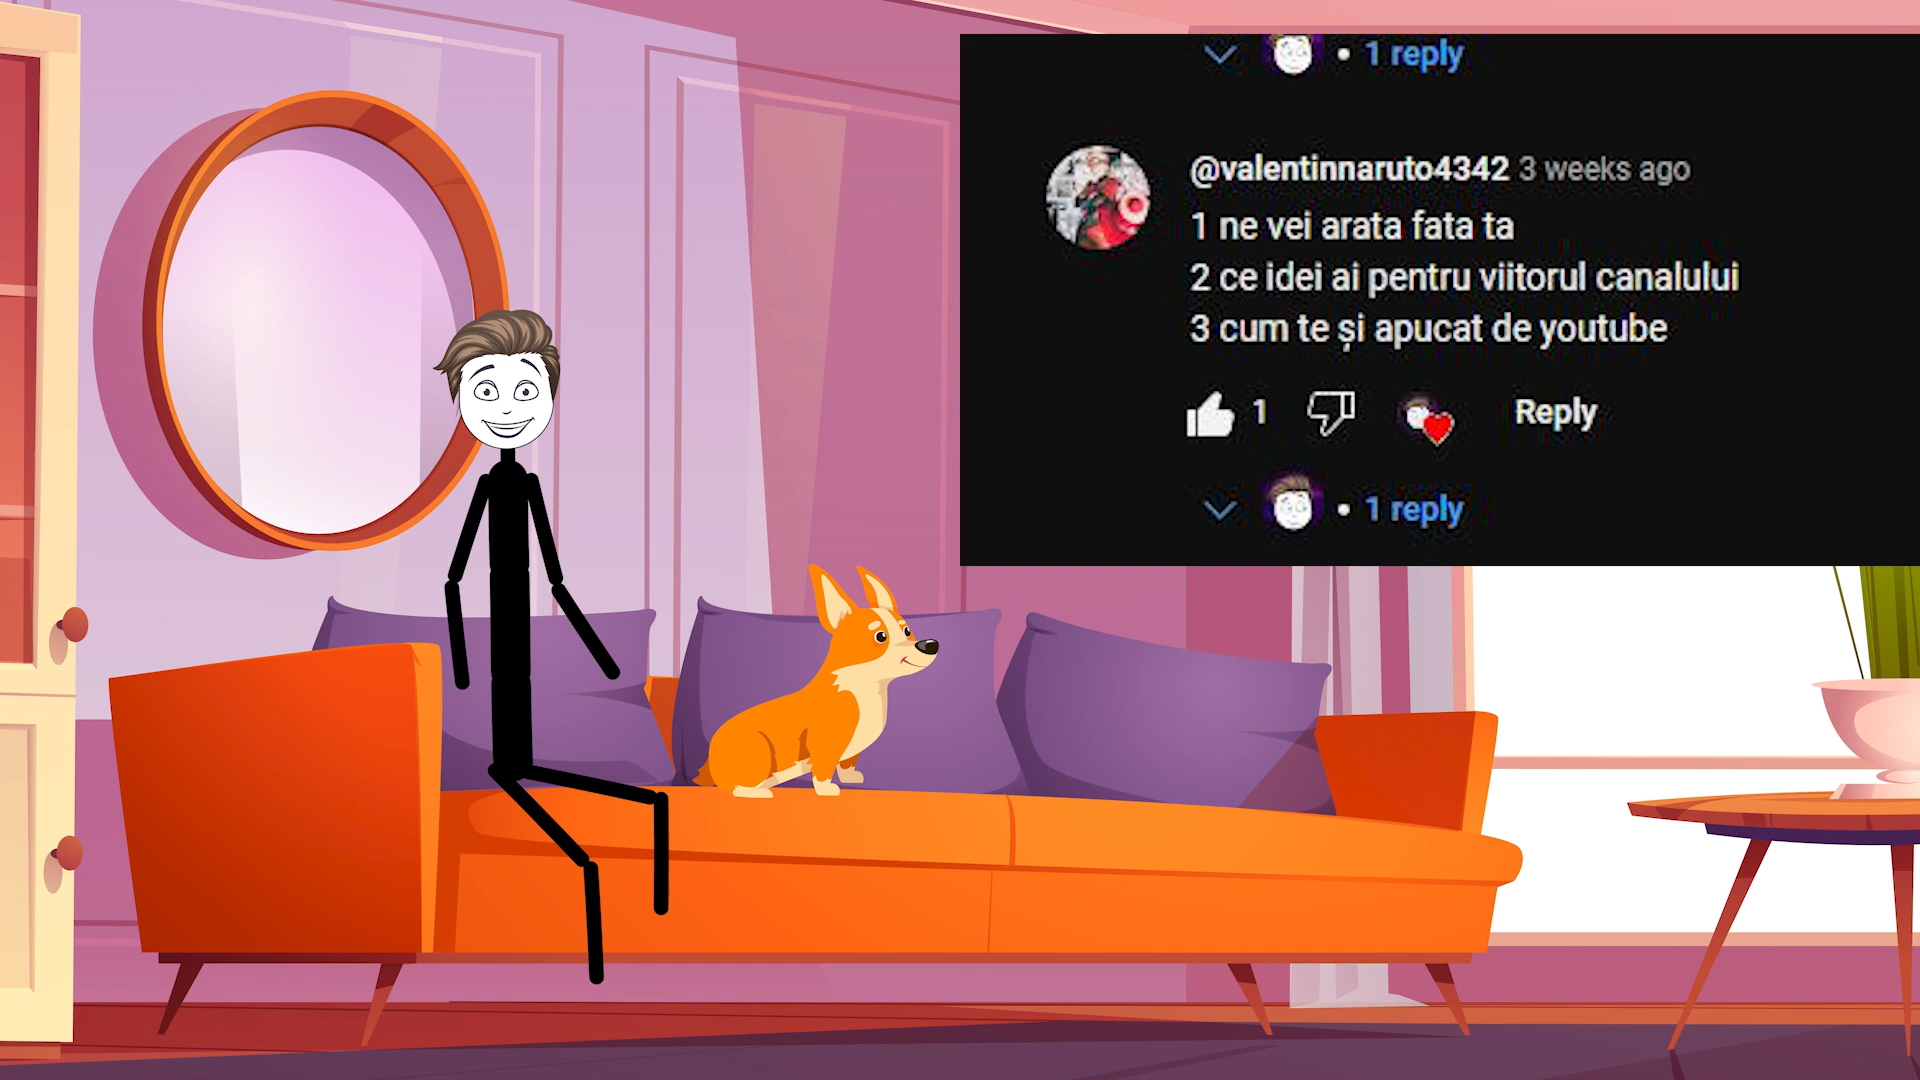 • 1 reply
@valentinnaruto4342 3 weeks ago
1 ne vei arata fata ta
2 ce idei ai pentru viitorul canalului
3 cum te și apucat de youtube
1 Reply
• 1 reply